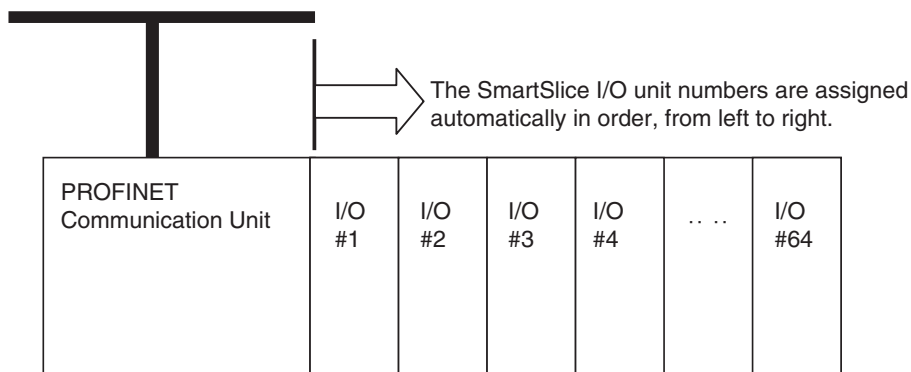 The SmartSlice I/O unit numbers are assigned
automatically in order, from left to right.
PROFINET
Communication Unit
I/O
#1
I/O
#2
I/O
#3
I/O
#4
.. ..
I/O
#64